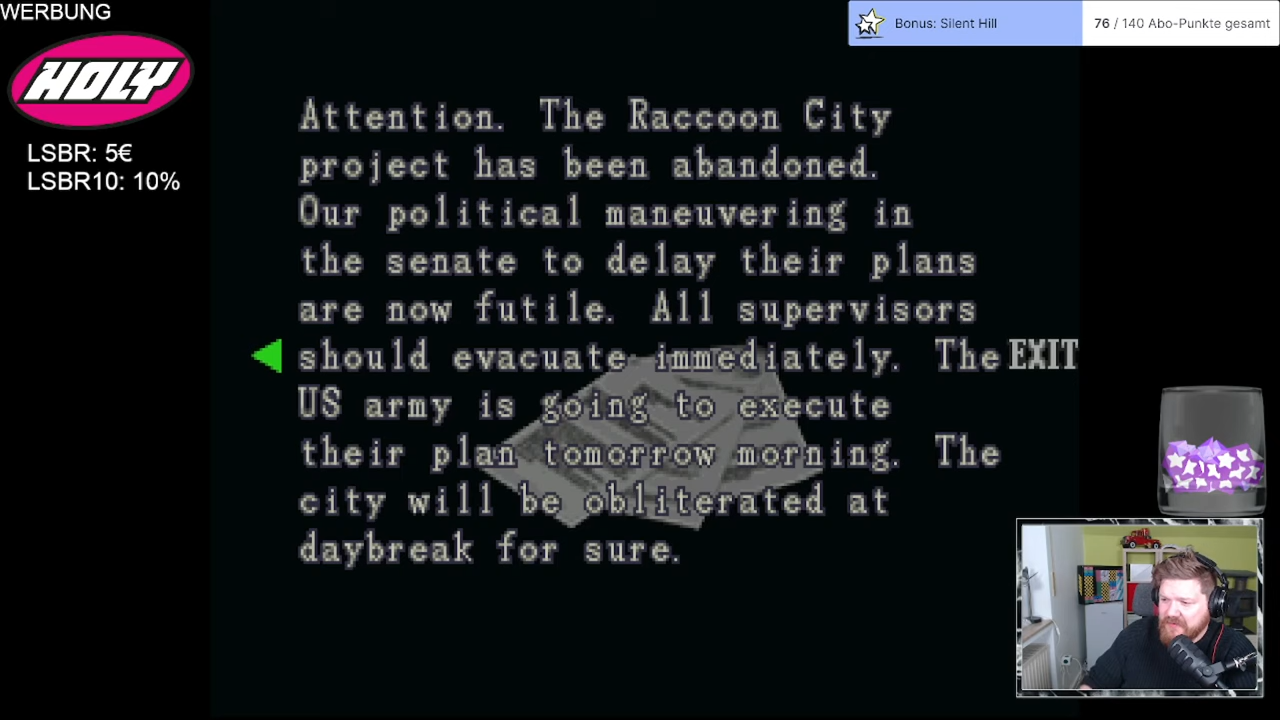 WERBUNG
HOLY
LSBR: 5€
LSBR10: 10%
Bonus: Silent Hill
76 / 140 Abo-Punkte gesamt
Attention. The Raccoon City
project has been abandoned.
Our political maneuvering in
the senate to delay their plans
are now futile. All supervisors
should evacuate immediately. The
EXIT
US army is going to execute
their plan tomorrow morning. The
city will be obliterated at
daybreak for sure.